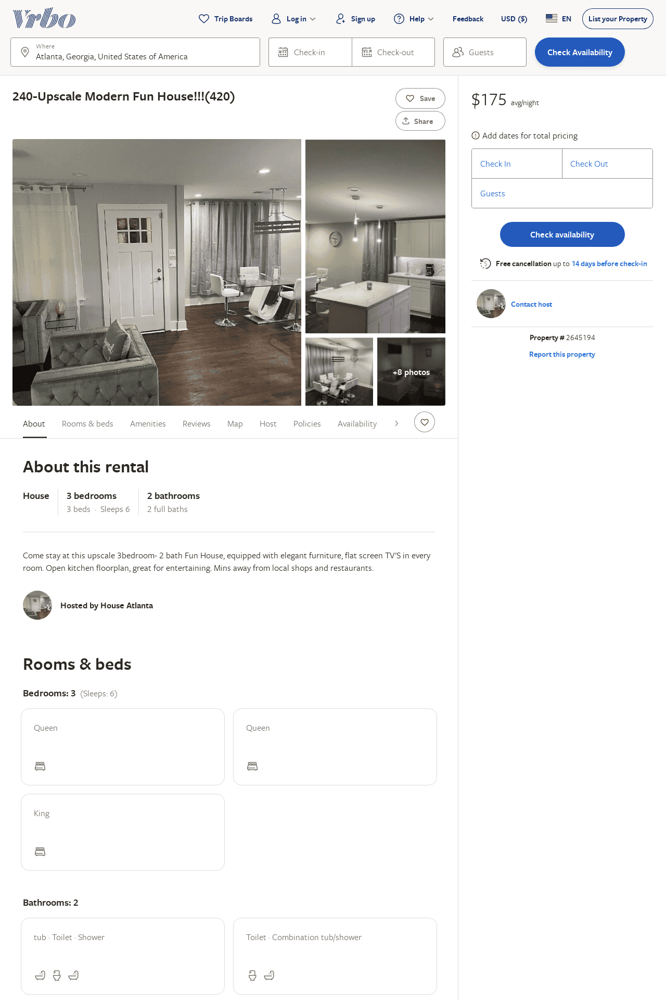 Vrbo
Trip Boards
Log in
Sign up
Help
Feedback
USD ($)
EN
List your Property
Where
Atlanta, Georgia, United States of America
Check-in
Check-out
Guests
Check Availability
240-Upscale Modern Fun House!!!(420)
Save
Share
+8 photos
$175 avg/night
Add dates for total pricing
Check In
Check Out
Guests
Check availability
Free cancellation up to 14 days before check-in
Contact host
Property # 2645194
Report this property
About
Rooms & beds
Amenities
Reviews
Map
Host
Policies
Availability
About this rental
House
3 bedrooms
3 beds · Sleeps 6
2 bathrooms
2 full baths
Come stay at this upscale 3bedroom- 2 bath Fun House, equipped with elegant furniture, flat screen TV'S in every
room. Open kitchen floorplan, great for entertaining. Mins away from local shops and restaurants.
Hosted by House Atlanta
Rooms & beds
Bedrooms: 3 (Sleeps: 6)
Queen
Queen
King
Bathrooms: 2
tub · Toilet · Shower
Toilet · Combination tub/shower